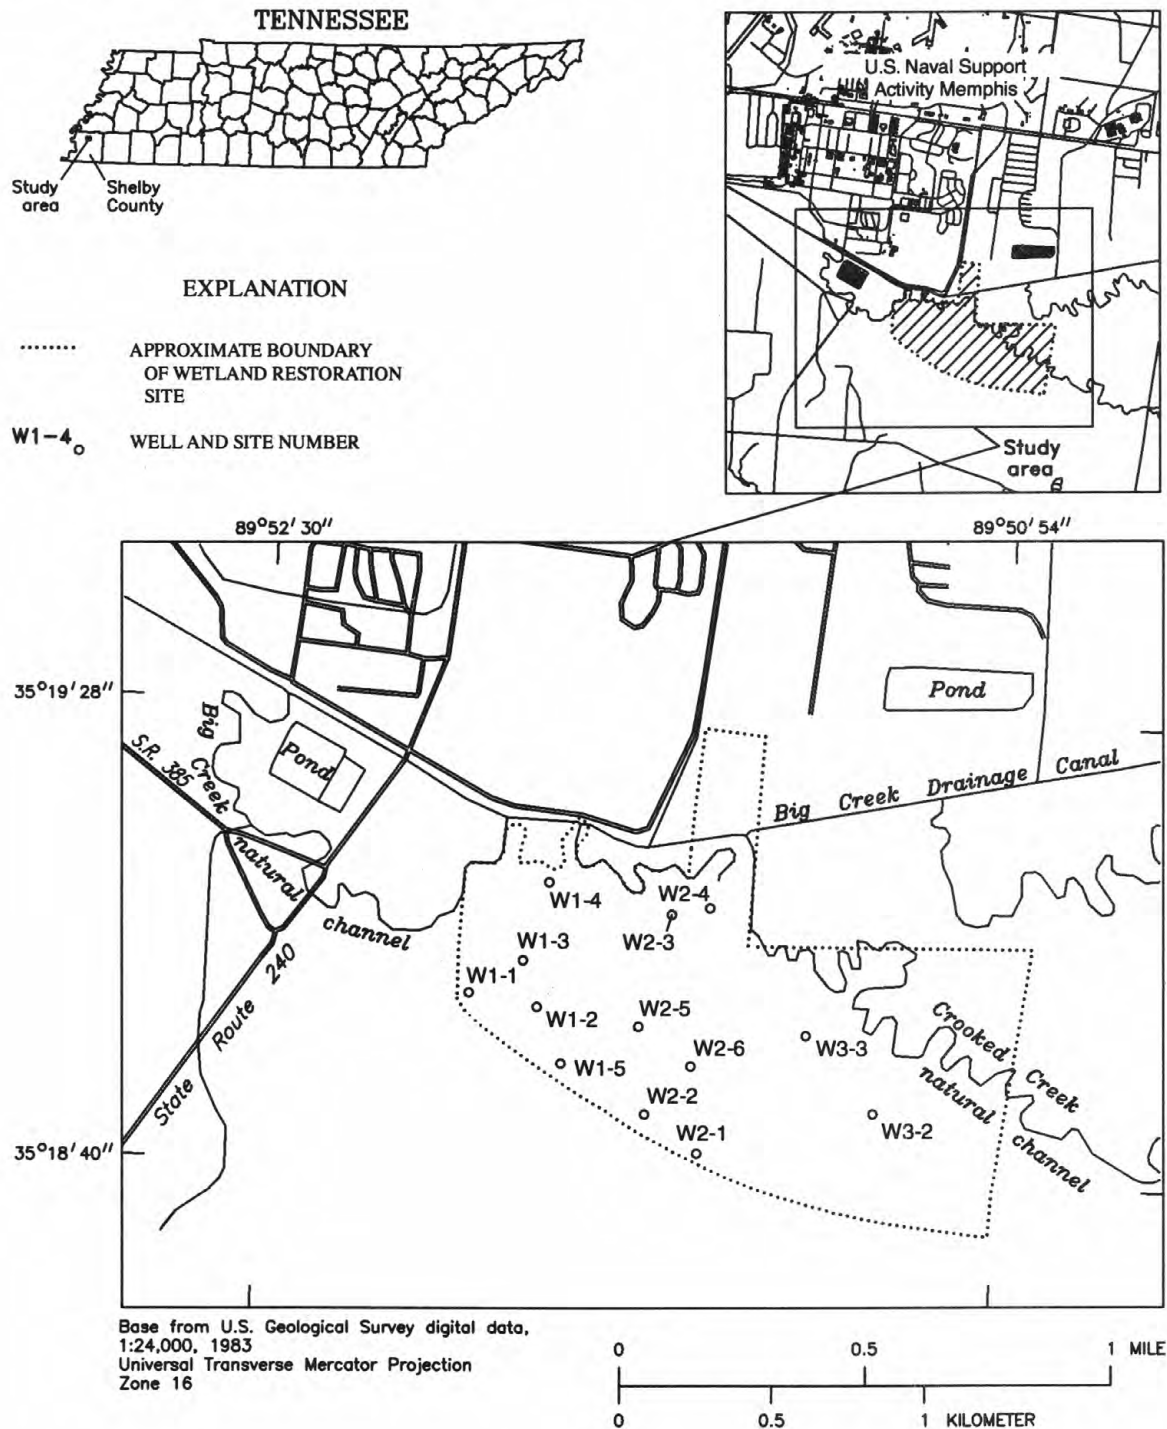 TENNESSEE
Study
area
Shelby
County
U.S. Naval Support
Activity Memphis
Study
area
EXPLANATION
APPROXIMATE BOUNDARY
OF WETLAND RESTORATION
SITE
W1-4
WELL AND SITE NUMBER
89°52'30"
89°50'54"
35°19'28"
35°18'40"
Big
Creek
natural
channel
Pond
S.R. 385
State Route 240
Pond
Big Creek Drainage Canal
W1-4
W2-4
W2-3
W1-3
W1-1
W1-2
W2-5
W2-6
W1-5
W3-3
W2-2
W2-1
W3-2
Crooked Creek
natural channel
Base from U.S. Geological Survey digital data,
1:24,000, 1983
Universal Transverse Mercator Projection
Zone 16
0 0.5 1 MILE
0 0.5 1 KILOMETER